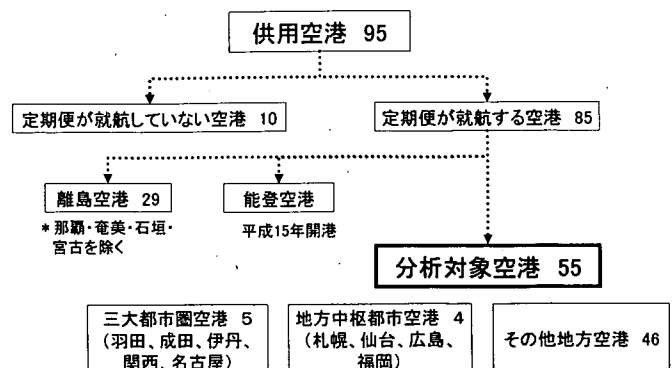 供用空港 95
定期便が就航していない空港 10
定期便が就航する空港 85
離島空港 29
*那覇・奄美・石垣・
宮古を除く
能登空港
平成15年開港
分析対象空港 55
三大都市圏空港 5
(羽田、成田、伊丹、
関西、名古屋)
地方中枢都市空港 4
(札幌、仙台、広島、
福岡)
その他地方空港 46